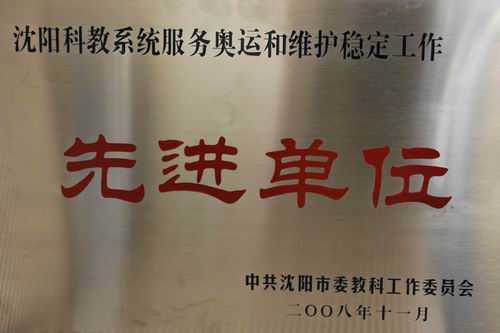 沈阳科教系统服务奥运和维护稳定工作
先进单位
中共沈阳市委教科工作委员会
二〇〇八年十一月